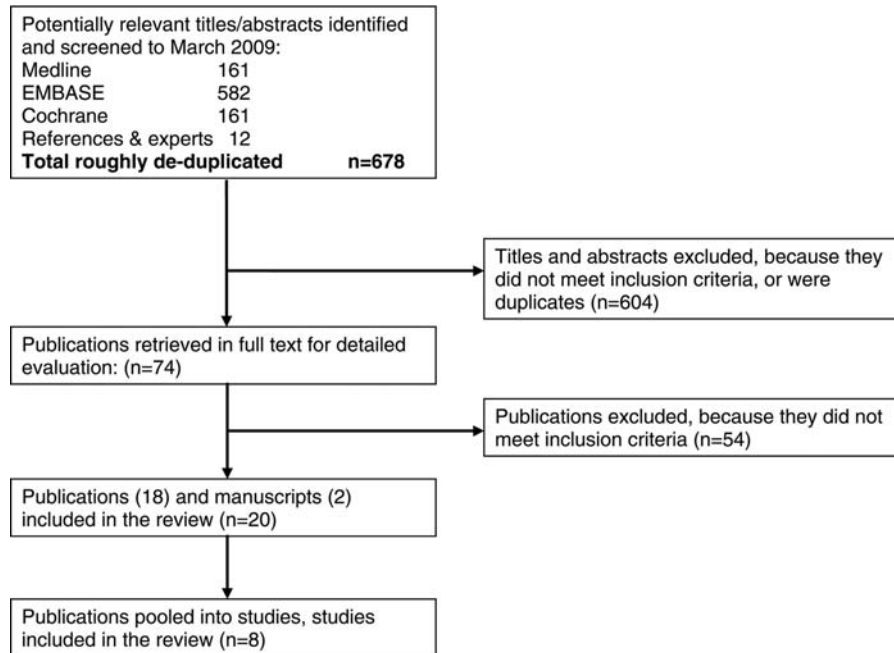 Potentially relevant titles/abstracts identified
and screened to March 2009:
Medline 161
EMBASE 582
Cochrane 161
References & experts 12
Total roughly de-duplicated n=678
Titles and abstracts excluded, because they
did not meet inclusion criteria, or were
duplicates (n=604)
Publications retrieved in full text for detailed
evaluation: (n=74)
Publications excluded, because they did not
meet inclusion criteria (n=54)
Publications (18) and manuscripts (2)
included in the review (n=20)
Publications pooled into studies, studies
included in the review (n=8)